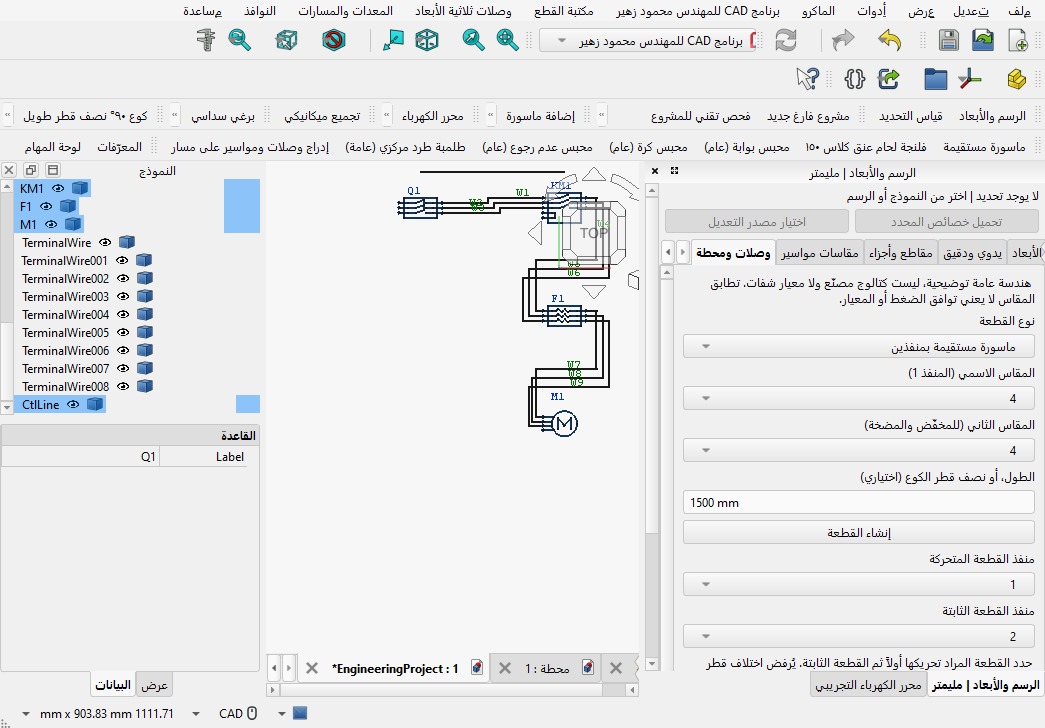 ملف تعديل عرض أدوات الماكرو برنامج CAD للمهندس محمود زهير مكتبة القطع وصلات ثلاثية الأبعاد المعدات والمسارات النوافذ مساعدة
برنامج CAD للمهندس محمود زهير
الرسم والأبعاد قياس التحديد مشروع فارغ جديد فحص تقني للمشروع » إضافة ماسورة » محرر الكهرباء » تجميع ميكانيكي » برغي سداسي » كوع ٩٠° نصف قطر طويل »
ماسورة مستقيمة فلنجة لحام عنق كلاس ١٥٠ محبس بوابة (عام) محبس كرة (عام) محبس عدم رجوع (عام) طلمبة طرد مركزي (عامة) إدراج وصلات ومواسير على مسار المعرّفات لوحة المهام
الرسم والأبعاد | مليمتر
لا يوجد تحديد | اختر من النموذج أو الرسم
تحميل خصائص المحدد
اختيار مصدر التعديل
الأبعاد يدوي ودقيق مقاطع وأجزاء مقاسات مواسير وصلات ومحطة
هندسة عامة توضيحية، ليست كتالوج مصنّع ولا معيار شفات. تطابق
المقاس لا يعني توافق الضغط أو المعيار.
نوع القطعة
ماسورة مستقيمة بمنفذين
المقاس الاسمي (المنفذ 1)
4
المقاس الثاني (للمخفّض والمضخة)
4
الطول، أو نصف قطر الكوع (اختياري)
1500 mm
إنشاء القطعة
منفذ القطعة المتحركة
1
منفذ القطعة الثابتة
2
حدد القطعة المراد تحريكها أولاً ثم القطعة الثابتة. يُرفض اختلاف قطر
الرسم والأبعاد | مليمتر محرر الكهرباء التجريبي
Q1
W1
W2
W3
KM1
TOP
W5
W6
F1
W7
W8
W9
M1
M
محطة : 1
EngineeringProject : 1*
النموذج
KM1
F1
M1
TerminalWire
TerminalWire001
TerminalWire002
TerminalWire003
TerminalWire004
TerminalWire005
TerminalWire006
TerminalWire007
TerminalWire008
CtlLine
القاعدة
Label Q1
عرض البيانات
CAD
mm x 903.83 mm 1111.71